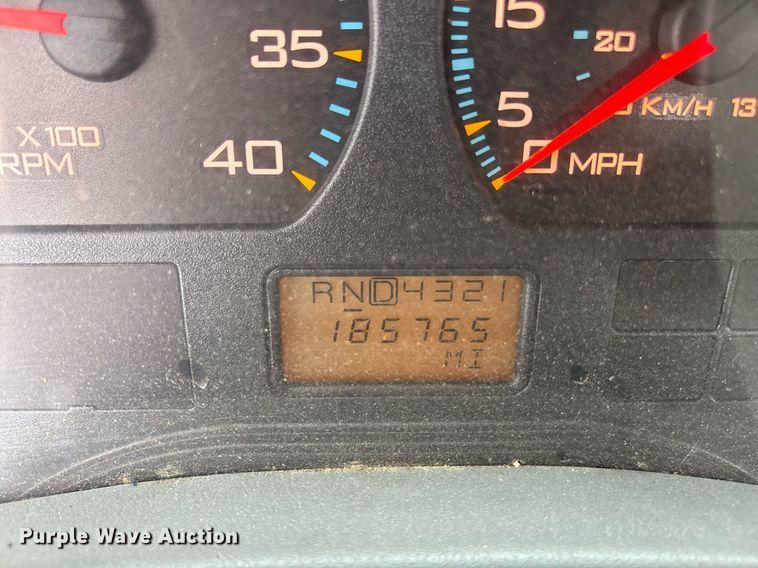 35
40
X100
RPM
15
20
5
0 MPH
KM/H
RND4321
185765
MI
Purple Wave Auction